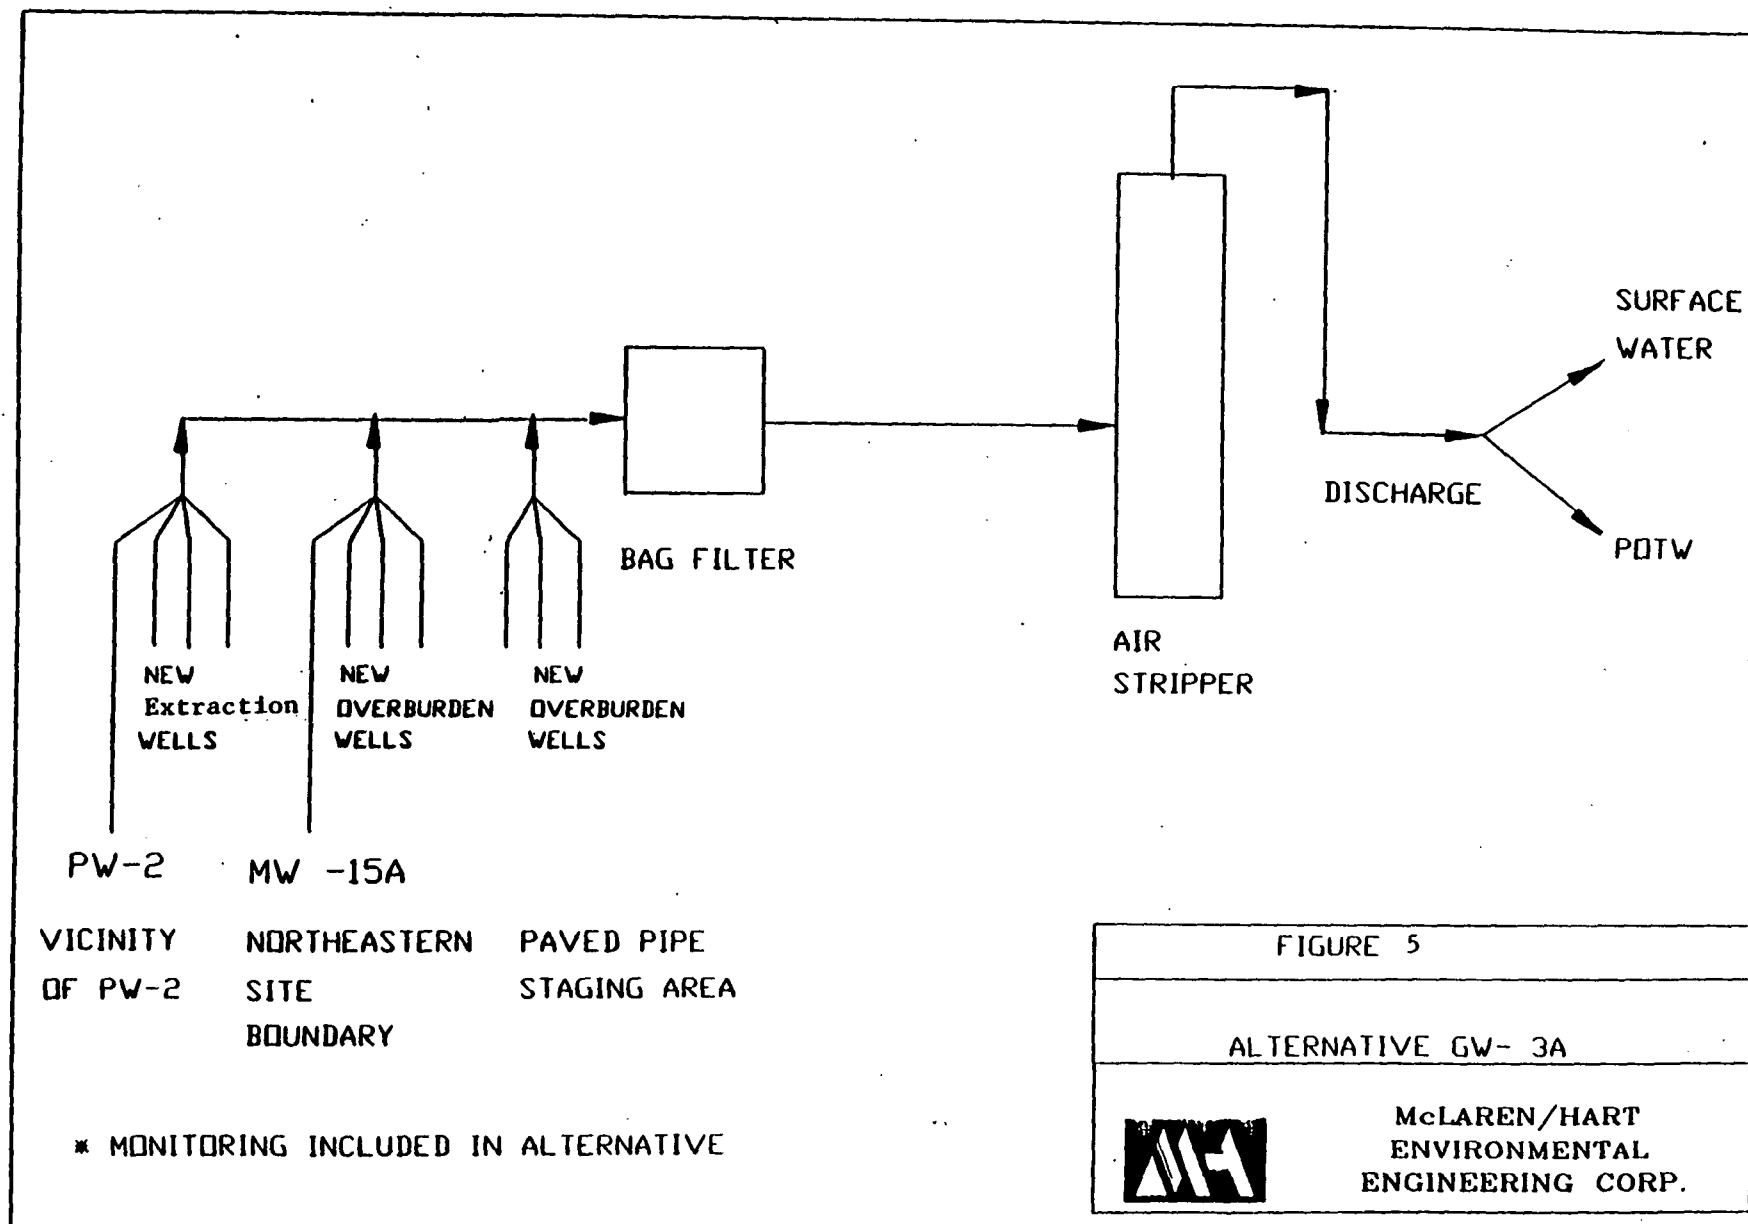 SURFACE
WATER
DISCHARGE
POTW
BAG FILTER
AIR
STRIPPER
NEW
Extraction
WELLS
NEW
OVERBURDEN
WELLS
NEW
OVERBURDEN
WELLS
PW-2
MW -15A
VICINITY
OF PW-2
NORTHEASTERN
SITE
BOUNDARY
PAVED PIPE
STAGING AREA
* MONITORING INCLUDED IN ALTERNATIVE
FIGURE 5
ALTERNATIVE GW- 3A
MH
McLAREN/HART
ENVIRONMENTAL
ENGINEERING CORP.